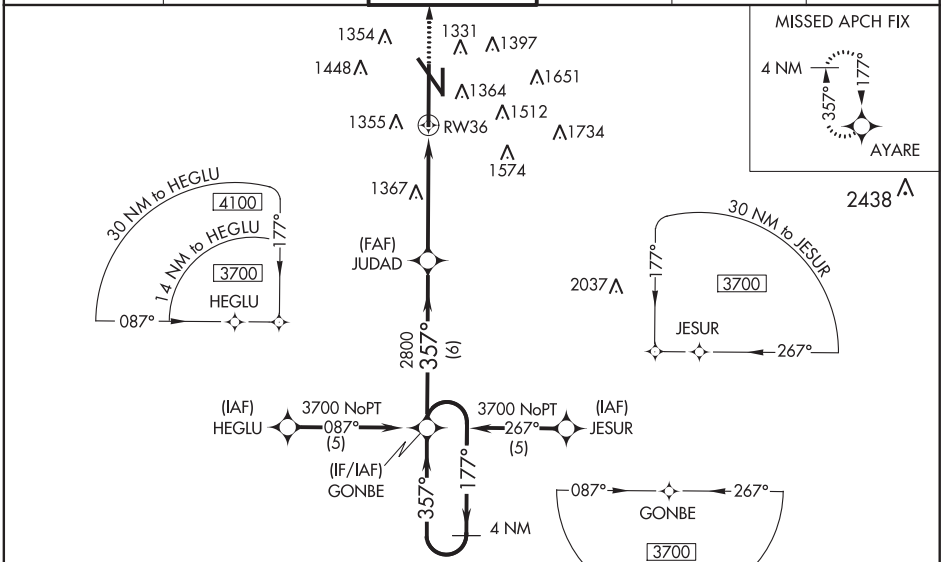 MISSED APCH FIX
4 NM
357°
177°
AYARE
1354
1331
1397
1448
1364
1651
1512
1355
RW36
1734
1574
1367
2438
30 NM to HEGLU
4100
14 NM to HEGLU
177°
3700
HEGLU
087°
(FAF)
JUDAD
30 NM to JESUR
177°
2037
3700
JESUR
267°
2800
357°
(6)
(IAF)
HEGLU
3700 NoPT
087°
(5)
3700 NoPT
267°
(5)
(IAF)
JESUR
(IF/IAF)
GONBE
357°
177°
4 NM
087°
267°
GONBE
3700